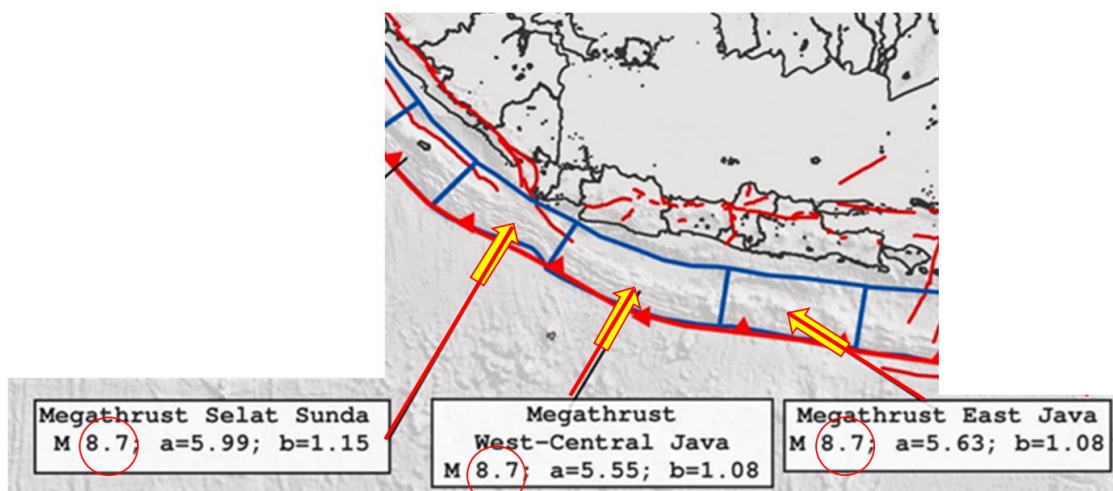 Megathrust Selat Sunda
M 8.7; a=5.99; b=1.15
Megathrust
West-Central Java
M 8.7; a=5.55; b=1.08
Megathrust East Java
M 8.7; a=5.63; b=1.08